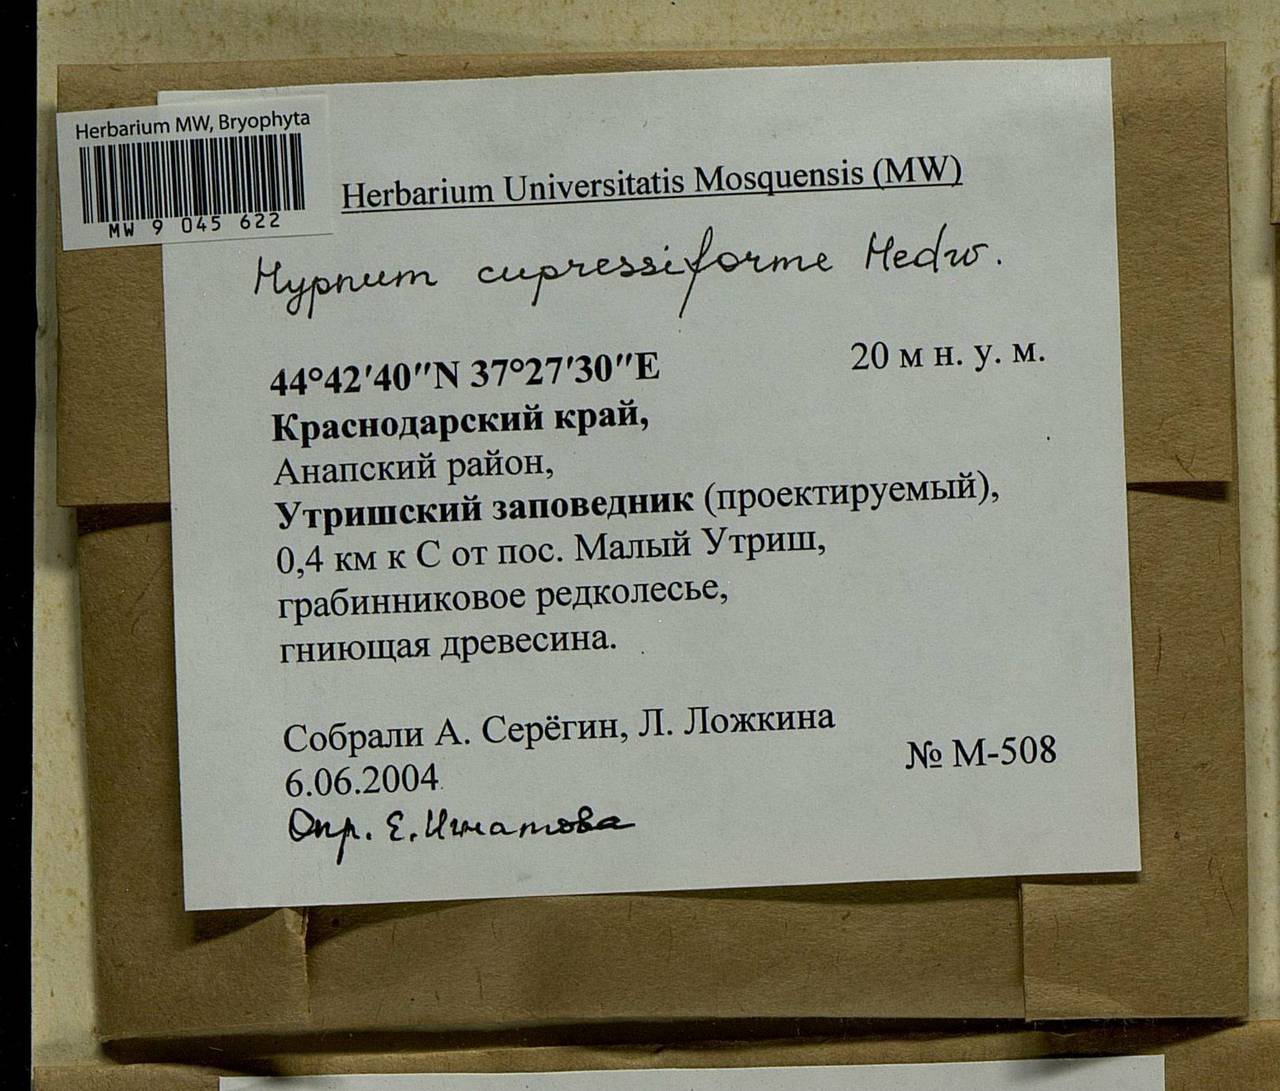 Herbarium MW, Bryophyta
MW 9 045 622
Herbarium Universitatis Mosquensis (MW)
Hypnum cupressiforme Hedw.
44°42′40″N 37°27′30″E
20 м н. у. м.
Краснодарский край,
Анапский район,
Утришский заповедник (проектируемый),
0,4 км к С от пос. Малый Утриш,
грабинниковое редколесье,
гниющая древесина.
Собрали А. Серёгин, Л. Ложкина
6.06.2004
№ М-508
Опр. Е. Игнатова